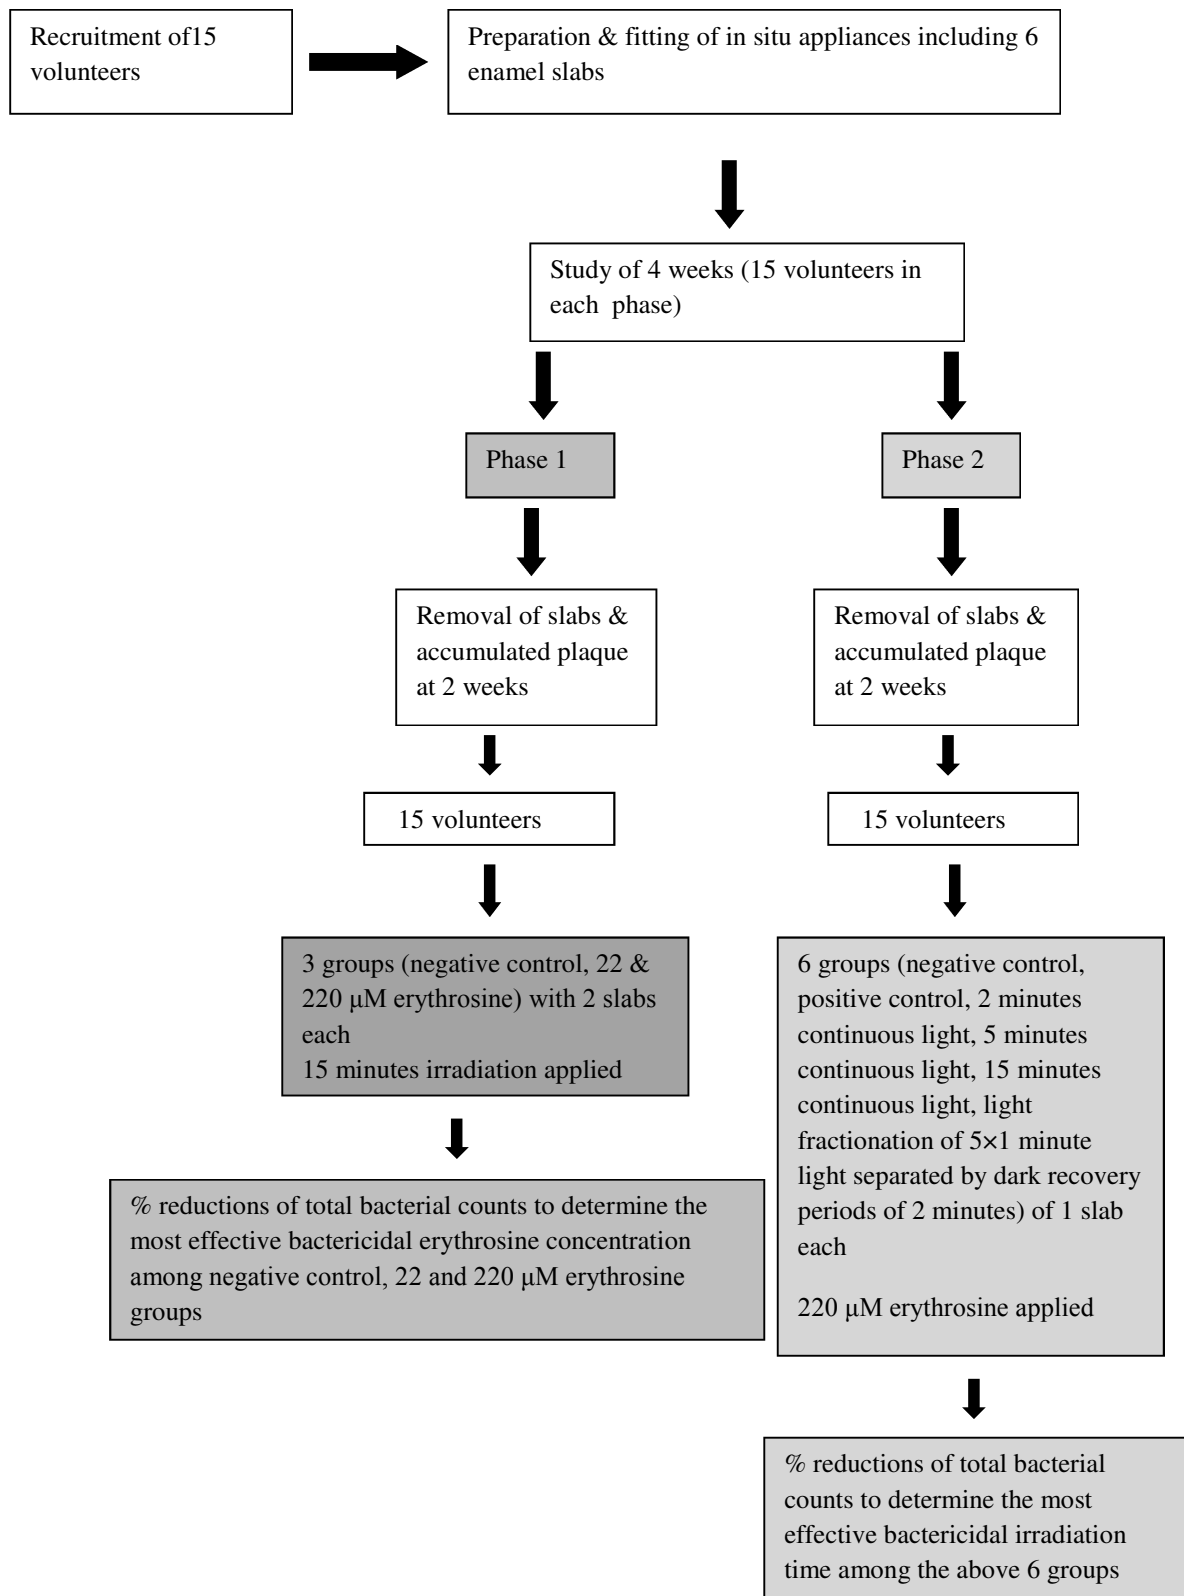 Recruitment of15
volunteers
Preparation & fitting of in situ appliances including 6
enamel slabs
Study of 4 weeks (15 volunteers in
each phase)
Phase 1
Phase 2
Removal of slabs &
accumulated plaque
at 2 weeks
Removal of slabs &
accumulated plaque
at 2 weeks
15 volunteers
15 volunteers
3 groups (negative control, 22 &
220 µM erythrosine) with 2 slabs
each
15 minutes irradiation applied
6 groups (negative control,
positive control, 2 minutes
continuous light, 5 minutes
continuous light, 15 minutes
continuous light, light
fractionation of 5×1 minute
light separated by dark recovery
periods of 2 minutes) of 1 slab
each
220 µM erythrosine applied
% reductions of total bacterial counts to determine the
most effective bactericidal erythrosine concentration
among negative control, 22 and 220 µM erythrosine
groups
% reductions of total bacterial
counts to determine the most
effective bactericidal irradiation
time among the above 6 groups